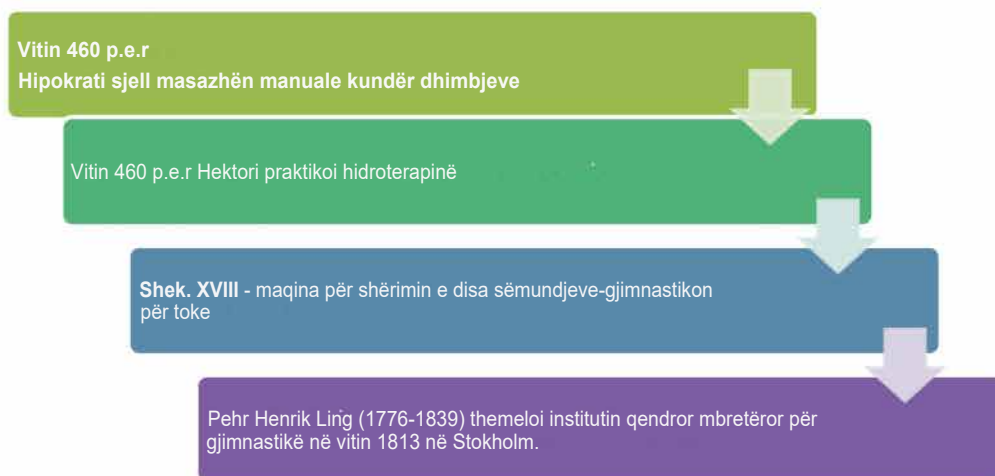 Vitin 460 p.e.r
Hipokrati sjell masazhën manuale kundër dhimbjeve
Vitin 460 p.e.r Hektori praktikoi hidroterapinë
Shek. XVIII - maqina për shërimin e disa sëmundjeve-gjimnastikon
për toke
Pehr Henrik Ling (1776-1839) themeloi institutin qendror mbretëror për
gjimnastikë në vitin 1813 në Stokholm.